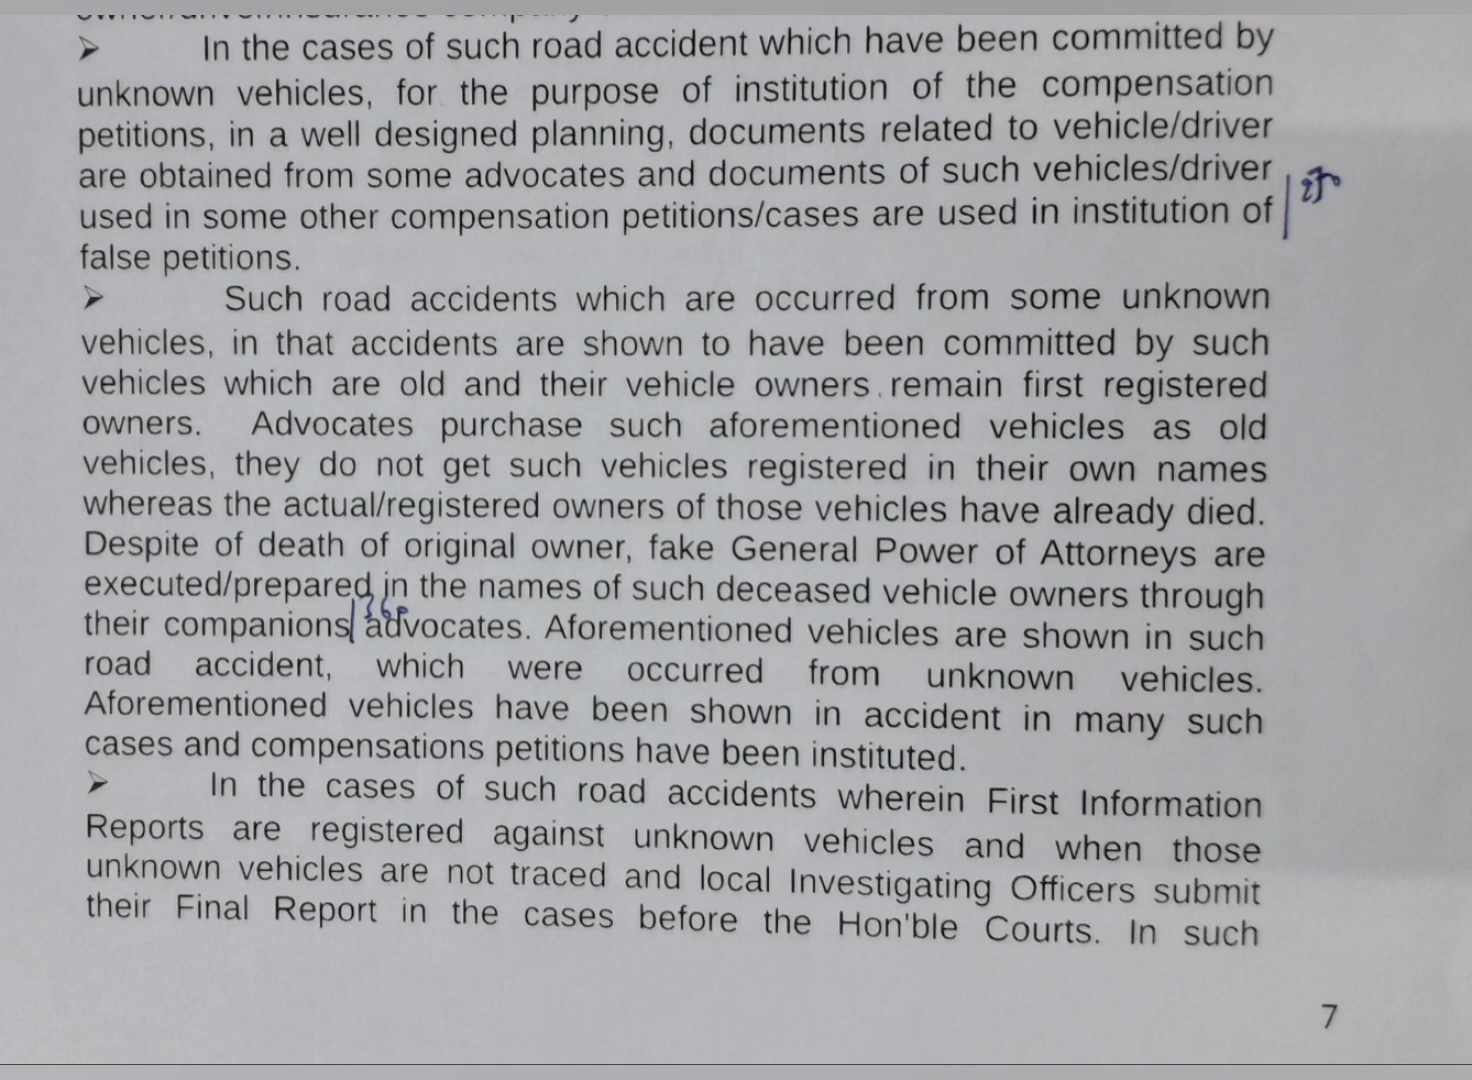 ➢ In the cases of such road accident which have been committed by
unknown vehicles, for the purpose of institution of the compensation
petitions, in a well designed planning, documents related to vehicle/driver
are obtained from some advocates and documents of such vehicles/driver
used in some other compensation petitions/cases are used in institution of
false petitions.
➢ Such road accidents which are occurred from some unknown
vehicles, in that accidents are shown to have been committed by such
vehicles which are old and their vehicle owners remain first registered
owners. Advocates purchase such aforementioned vehicles as old
vehicles, they do not get such vehicles registered in their own names
whereas the actual/registered owners of those vehicles have already died.
Despite of death of original owner, fake General Power of Attorneys are
executed/prepared in the names of such deceased vehicle owners through
their companions advocates. Aforementioned vehicles are shown in such
road accident, which were occurred from unknown vehicles.
Aforementioned vehicles have been shown in accident in many such
cases and compensations petitions have been instituted.
➢ In the cases of such road accidents wherein First Information
Reports are registered against unknown vehicles and when those
unknown vehicles are not traced and local Investigating Officers submit
their Final Report in the cases before the Hon'ble Courts. In such
7